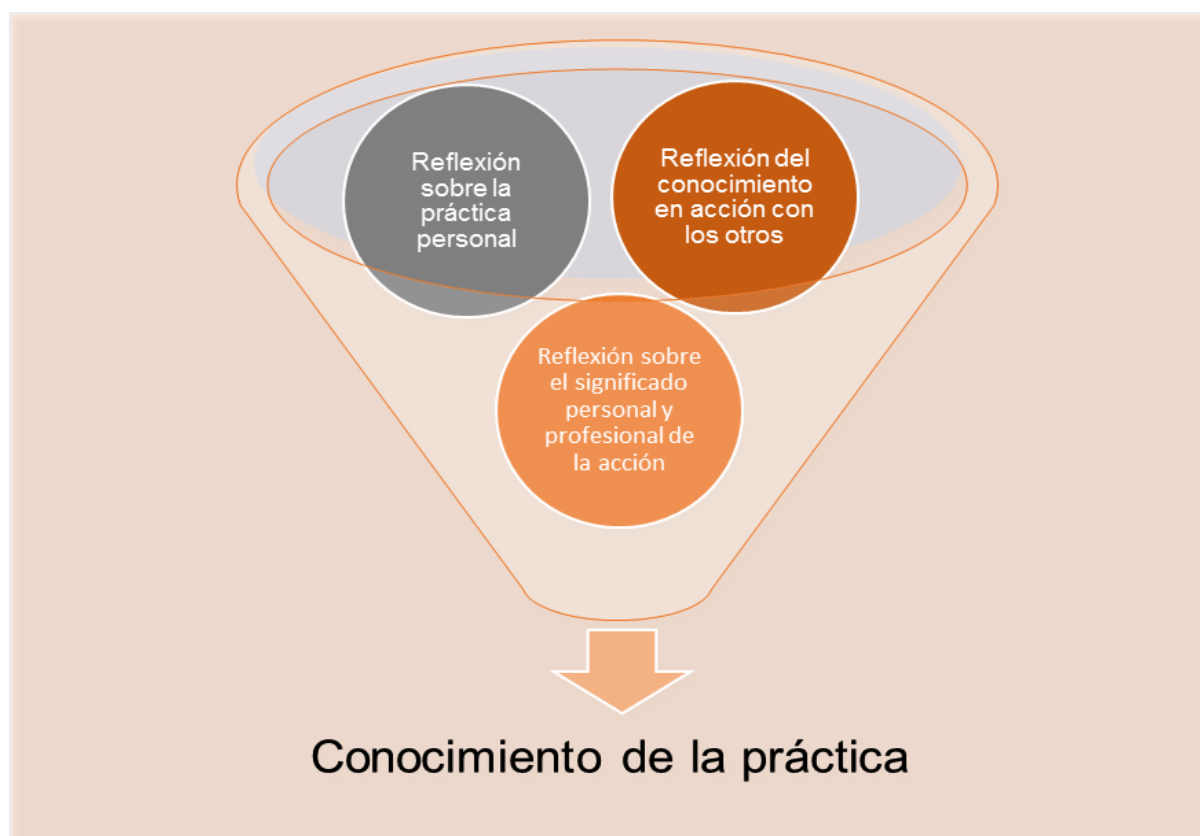 Reflexión
sobre la
práctica
personal
Reflexión del
conocimiento
en acción con
los otros
Reflexión sobre
el significado
personal y
profesional de
la acción
Conocimiento de la práctica